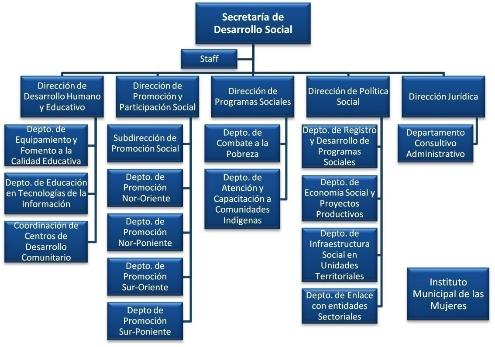 Secretaría de
Desarrollo Social
Staff
Dirección de
Desarrollo Humano
y Educativo
Dirección de
Promoción y
Participación Social
Dirección de
Programas Sociales
Dirección de Política
Social
Dirección Jurídica
Depto. de
Equipamiento y
Fomento a la
Calidad Educativa
Depto. de Educación
en Tecnologías de la
Información
Coordinación de
Centros de
Desarrollo
Comunitario
Subdirección de
Promoción Social
Depto. de
Promoción
Nor-Oriente
Depto. de
Promoción
Nor-Poniente
Depto. de
Promoción
Sur-Oriente
Depto de
Promoción
Sur-Poniente
Depto. de
Combate a la
Pobreza
Depto. de
Atención y
Capacitación a
Comunidades
Indígenas
Depto. de Registro
y Desarrollo de
Programas
Sociales
Depto. de
Economía Social y
Proyectos
Productivos
Depto. de
Infraestructura
Social en
Unidades
Territoriales
Depto. de Enlace
con entidades
Sectoriales
Departamento
Consultivo
Administrativo
Instituto
Municipal de las
Mujeres